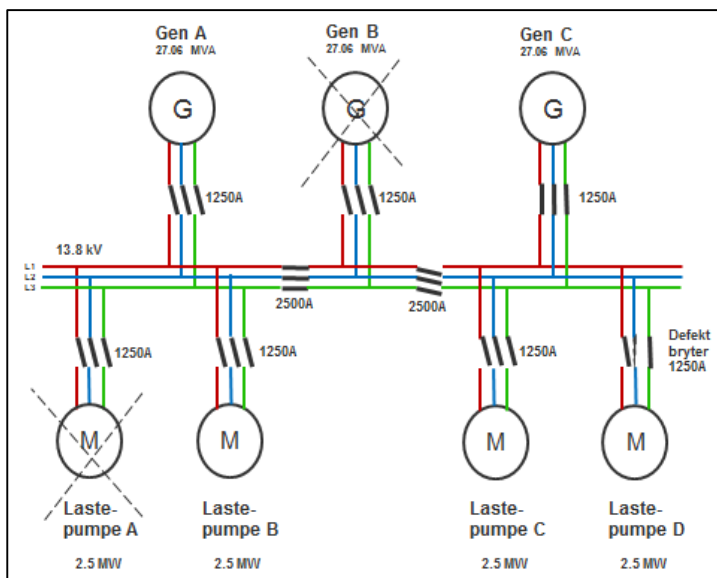 Gen A
27.06 MVA
Gen B
27.06 MVA
Gen C
27.06 MVA
G
G
G
1250A
1250A
1250A
13.8 kV
L1
L2
L3
2500A
2500A
1250A
1250A
1250A
Defekt
bryter
1250A
M
M
M
M
Laste-
pumpe A
Laste-
pumpe B
Laste-
pumpe C
Laste-
pumpe D
2.5 MW
2.5 MW
2.5 MW
2.5 MW